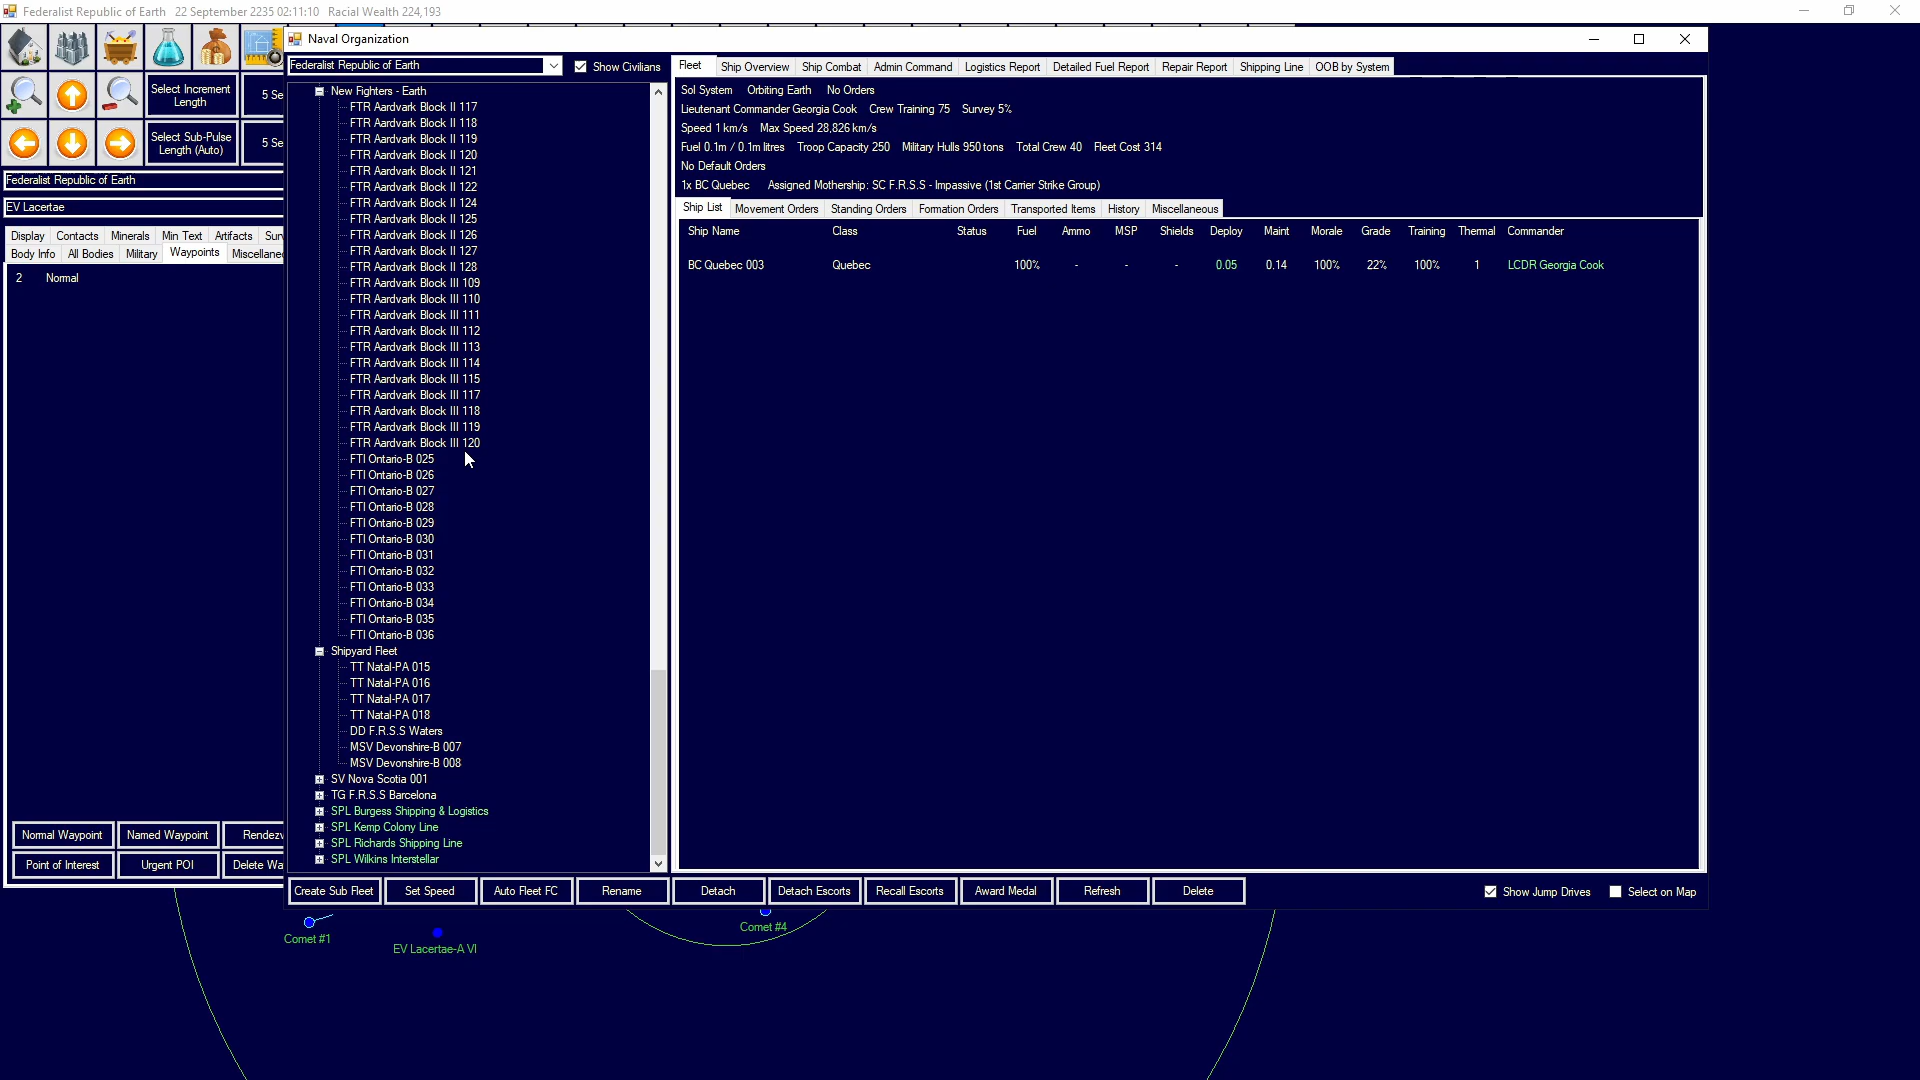 Federalist Republic of Earth   22 September 2235 02:11:10   Racial Wealth 224,193
Naval Organization
Select Increment Length
5 Se
Select Sub-Pulse Length (Auto)
5 Se
Federalist Republic of Earth
EV Lacertae
Display   Contacts   Minerals   Min Text   Artifacts   Surv
Body Info   All Bodies   Military   Waypoints   Miscellane
2   Normal
Normal Waypoint   Named Waypoint   Rendezv
Point of Interest   Urgent POI   Delete Wa
Federalist Republic of Earth   Show Civilians
New Fighters - Earth
FTR Aardvark Block II 117
FTR Aardvark Block II 118
FTR Aardvark Block II 119
FTR Aardvark Block II 120
FTR Aardvark Block II 121
FTR Aardvark Block II 122
FTR Aardvark Block II 124
FTR Aardvark Block II 125
FTR Aardvark Block II 126
FTR Aardvark Block II 127
FTR Aardvark Block II 128
FTR Aardvark Block III 109
FTR Aardvark Block III 110
FTR Aardvark Block III 111
FTR Aardvark Block III 112
FTR Aardvark Block III 113
FTR Aardvark Block III 114
FTR Aardvark Block III 115
FTR Aardvark Block III 117
FTR Aardvark Block III 118
FTR Aardvark Block III 119
FTR Aardvark Block III 120
FTI Ontario-B 025
FTI Ontario-B 026
FTI Ontario-B 027
FTI Ontario-B 028
FTI Ontario-B 029
FTI Ontario-B 030
FTI Ontario-B 031
FTI Ontario-B 032
FTI Ontario-B 033
FTI Ontario-B 034
FTI Ontario-B 035
FTI Ontario-B 036
Shipyard Fleet
TT Natal-PA 015
TT Natal-PA 016
TT Natal-PA 017
TT Natal-PA 018
DD F.R.S.S Waters
MSV Devonshire-B 007
MSV Devonshire-B 008
SV Nova Scotia 001
TG F.R.S.S Barcelona
SPL Burgess Shipping & Logistics
SPL Kemp Colony Line
SPL Richards Shipping Line
SPL Wilkins Interstellar
Fleet   Ship Overview   Ship Combat   Admin Command   Logistics Report   Detailed Fuel Report   Repair Report   Shipping Line   OOB by System
Sol System   Orbiting Earth   No Orders
Lieutenant Commander Georgia Cook   Crew Training 75   Survey 5%
Speed 1 km/s   Max Speed 28,826 km/s
Fuel 0.1m / 0.1m litres   Troop Capacity 250   Military Hulls 950 tons   Total Crew 40   Fleet Cost 314
No Default Orders
1x BC Quebec   Assigned Mothership: SC F.R.S.S - Impassive (1st Carrier Strike Group)
Ship List   Movement Orders   Standing Orders   Formation Orders   Transported Items   History   Miscellaneous
Ship Name   Class   Status   Fuel   Ammo   MSP   Shields   Deploy   Maint   Morale   Grade   Training   Thermal   Commander
BC Quebec 003   Quebec   100%   -   -   -   0.05   0.14   100%   22%   100%   1   LCDR Georgia Cook
Create Sub Fleet   Set Speed   Auto Fleet FC   Rename   Detach   Detach Escorts   Recall Escorts   Award Medal   Refresh   Delete   Show Jump Drives   Select on Map
Comet #1
EV Lacertae-A VI
Comet #4